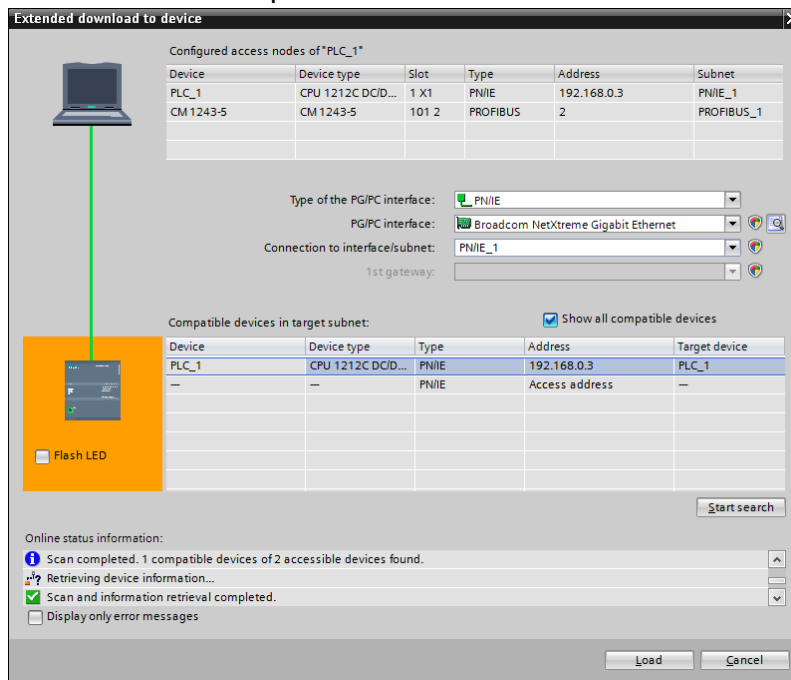 Extended download to device
Configured access nodes of "PLC_1"
Device Device type Slot Type Address Subnet
PLC_1 CPU 1212C DC/D... 1 X1 PN/IE 192.168.0.3 PN/IE_1
CM 1243-5 CM 1243-5 101 2 PROFIBUS 2 PROFIBUS_1
Type of the PG/PC interface: PN/IE
PG/PC interface: Broadcom NetXtreme Gigabit Ethernet
Connection to interface/subnet: PN/IE_1
1st gateway:
Compatible devices in target subnet: Show all compatible devices
Device Device type Type Address Target device
PLC_1 CPU 1212C DC/D... PN/IE 192.168.0.3 PLC_1
— — PN/IE Access address —
Flash LED
Start search
Online status information:
Scan completed. 1 compatible devices of 2 accessible devices found.
Retrieving device information...
Scan and information retrieval completed.
Display only error messages
Load Cancel